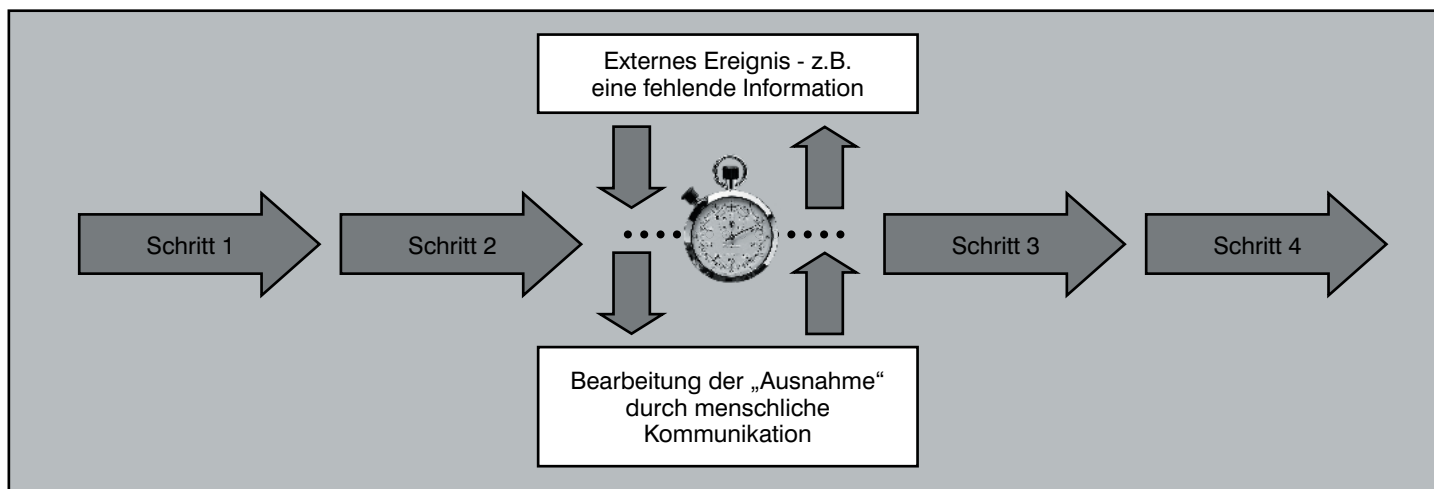 Externes Ereignis - z.B.
eine fehlende Information
Schritt 1
Schritt 2
Schritt 3
Schritt 4
Bearbeitung der „Ausnahme“
durch menschliche
Kommunikation